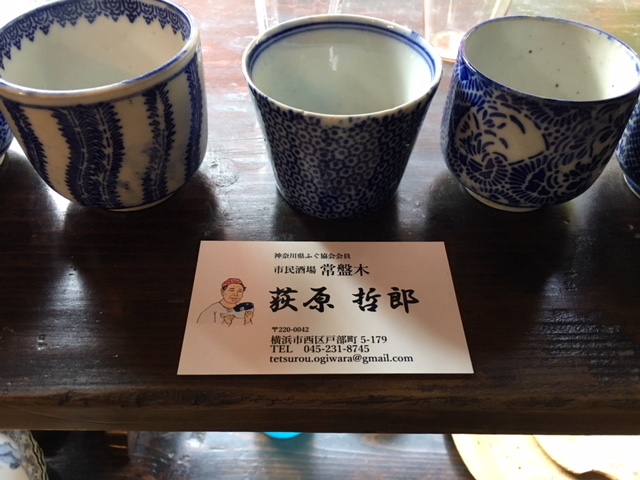 神奈川県ふぐ協会会員
市民酒場 常盤木
荻原 哲郎
〒220-0042
横浜市西区戸部町 5-179
TEL 045-231-8745
tetsurou.ogiwara@gmail.com